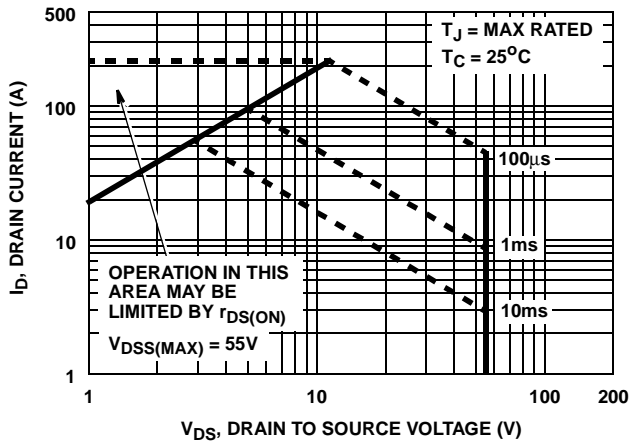 500
100
10
1
I_D, DRAIN CURRENT (A)
T_J = MAX RATED
T_C = 25°C
100μs
1ms
10ms
OPERATION IN THIS
AREA MAY BE
LIMITED BY r_DS(ON)
V_DSS(MAX) = 55V
1
10
100
200
V_DS, DRAIN TO SOURCE VOLTAGE (V)